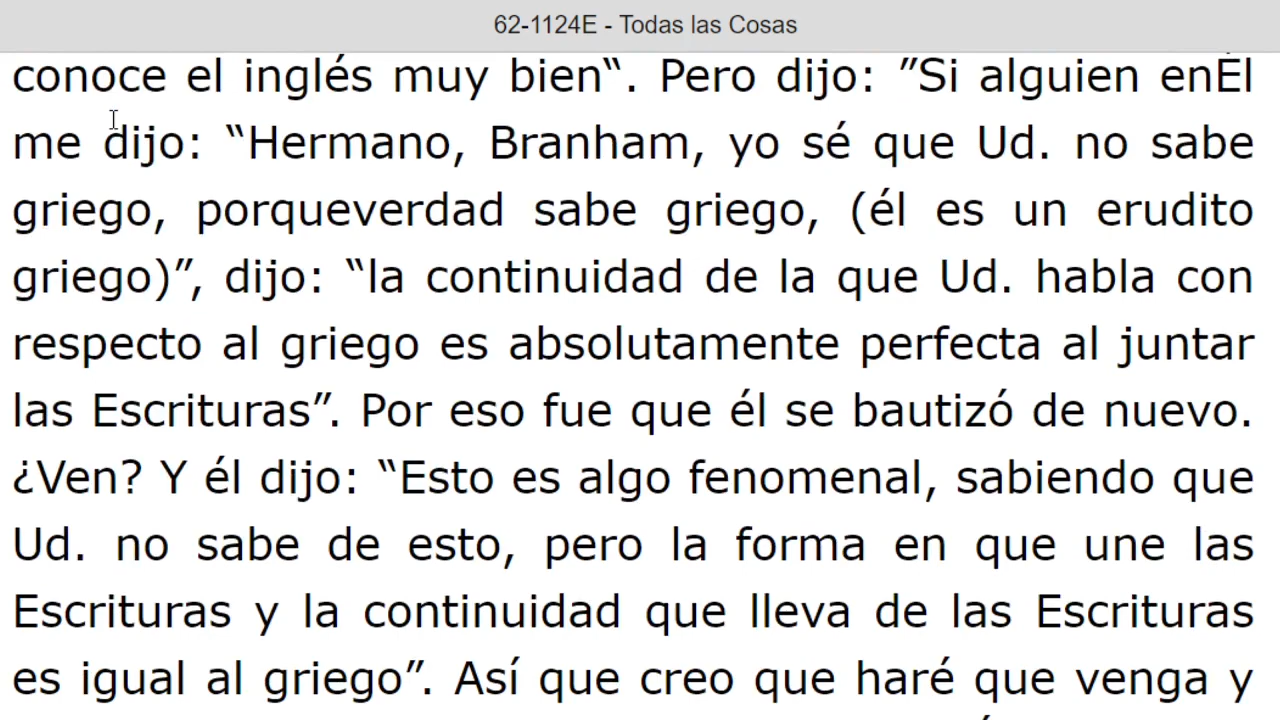 62-1124E - Todas las Cosas
conoce el inglés muy bien“. Pero dijo: ”Si alguien enÉl
me dijo: “Hermano, Branham, yo sé que Ud. no sabe
griego, porqueverdad sabe griego, (él es un erudito
griego)”, dijo: “la continuidad de la que Ud. habla con
respecto al griego es absolutamente perfecta al juntar
las Escrituras”. Por eso fue que él se bautizó de nuevo.
¿Ven? Y él dijo: “Esto es algo fenomenal, sabiendo que
Ud. no sabe de esto, pero la forma en que une las
Escrituras y la continuidad que lleva de las Escrituras
es igual al griego”. Así que creo que haré que venga y